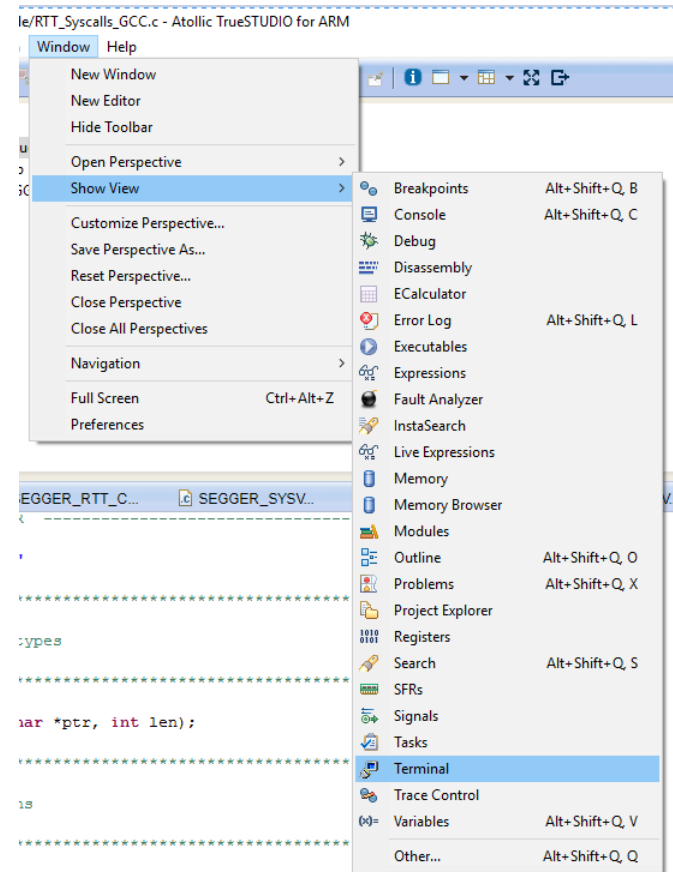 le/RTT_Syscalls_GCC.c - Atollic TrueSTUDIO for ARM
Window Help
New Window
New Editor
Hide Toolbar
Open Perspective >
Show View >
Customize Perspective...
Save Perspective As...
Reset Perspective...
Close Perspective
Close All Perspectives
Navigation >
Full Screen Ctrl+Alt+Z
Preferences
Breakpoints Alt+Shift+Q, B
Console Alt+Shift+Q, C
Debug
Disassembly
ECalculator
Error Log Alt+Shift+Q, L
Executables
Expressions
Fault Analyzer
InstaSearch
Live Expressions
Memory
Memory Browser
Modules
Outline Alt+Shift+Q, O
Problems Alt+Shift+Q, X
Project Explorer
Registers
Search Alt+Shift+Q, S
SFRs
Signals
Tasks
Terminal
Trace Control
Variables Alt+Shift+Q, V
Other... Alt+Shift+Q, Q
EGGER_RTT_C... SEGGER_SYSV...
************************************
types
************************************
har *ptr, int len);
************************************
ns
************************************